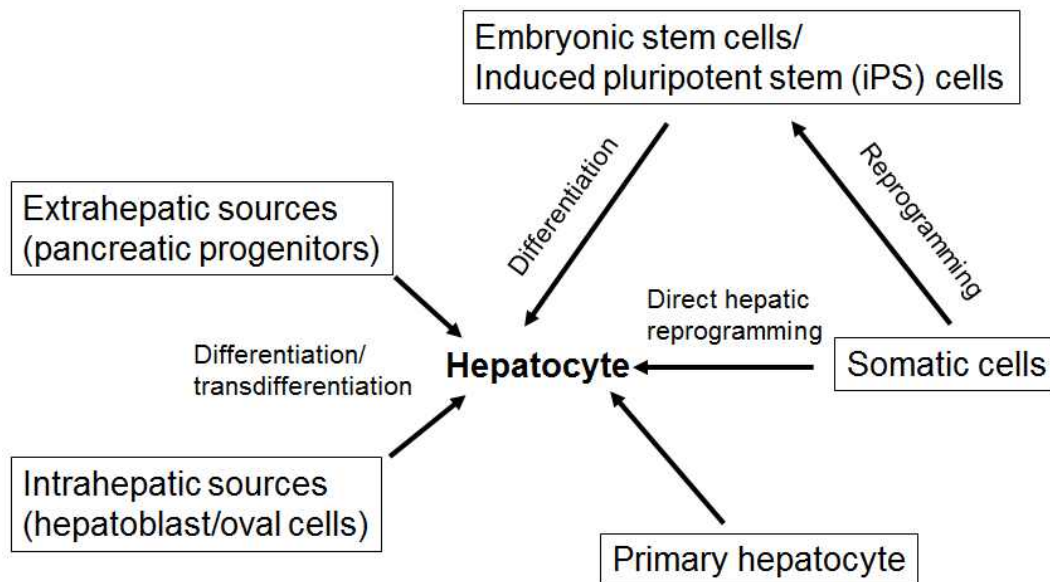 Embryonic stem cells/
Induced pluripotent stem (iPS) cells
Differentiation
Reprogramming
Extrahepatic sources
(pancreatic progenitors)
Direct hepatic
reprogramming
Differentiation/
transdifferentiation
Hepatocyte
Somatic cells
Intrahepatic sources
(hepatoblast/oval cells)
Primary hepatocyte